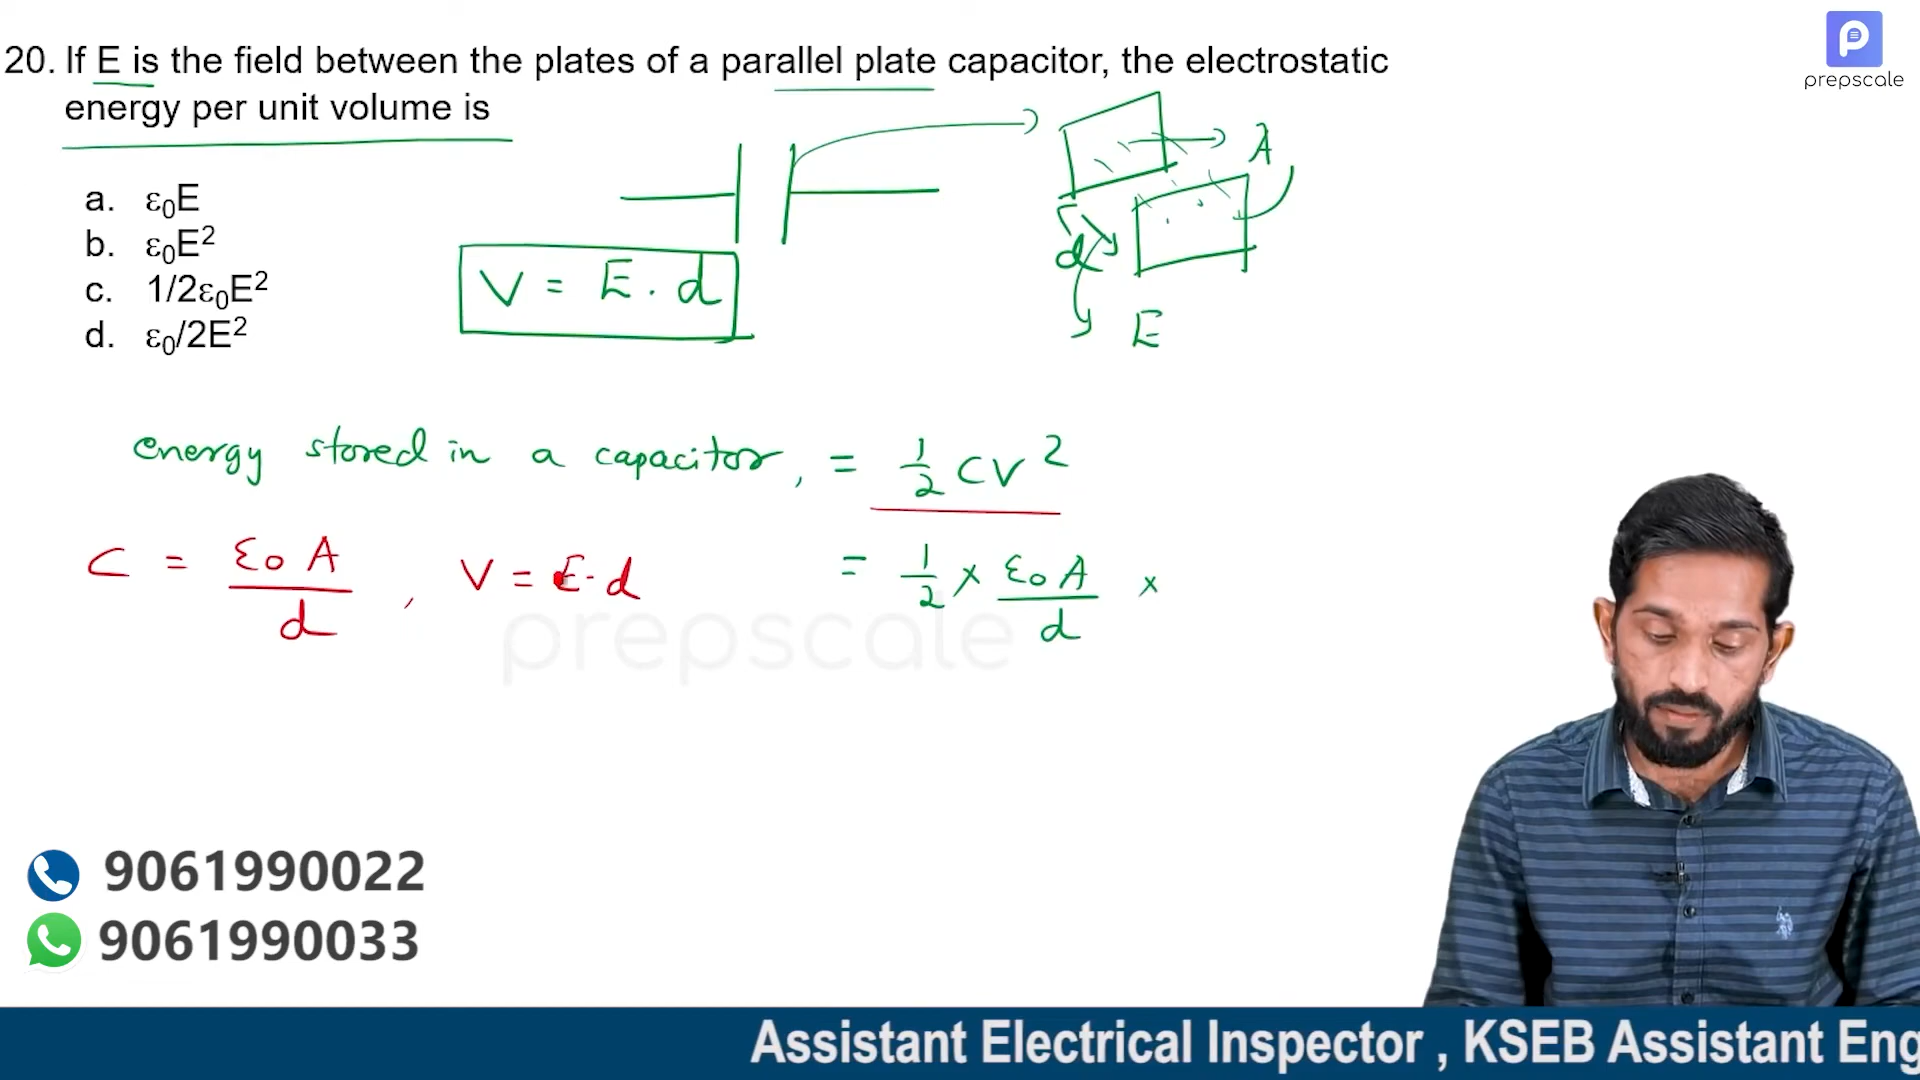 prepscale
20. If E is the field between the plates of a parallel plate capacitor, the electrostatic
energy per unit volume is
a. ε₀E
b. ε₀E²
c. 1/2ε₀E²
d. ε₀/2E²
V = E . d
A
d
E
energy stored in a capacitor, = 1/2 CV²
C = ε₀A/d , V = E.d
= 1/2 × ε₀A/d ×
prepscale
9061990022
9061990033
Assistant Electrical Inspector , KSEB Assistant Eng